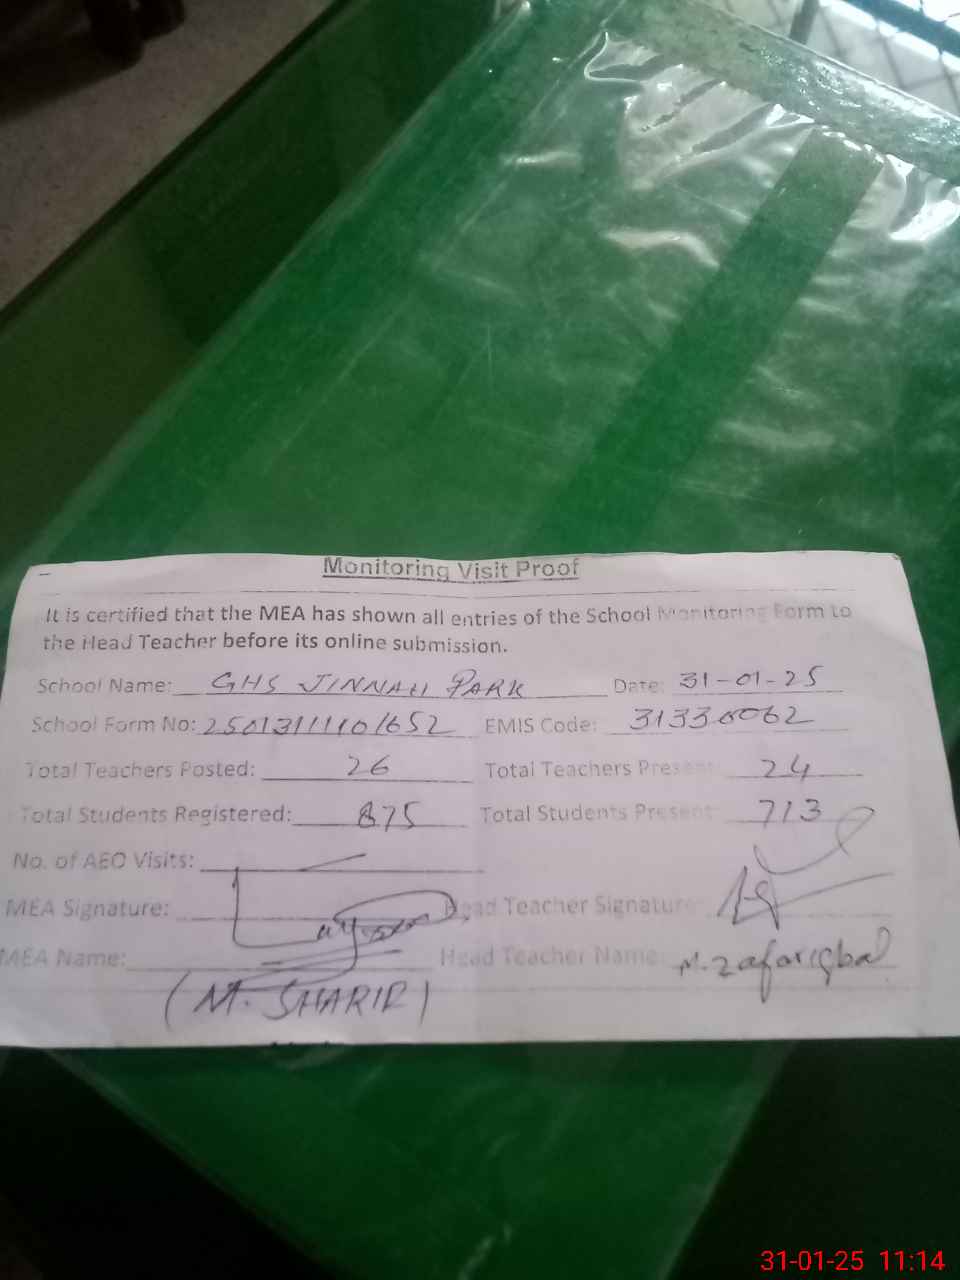 Monitoring Visit Proof
It is certified that the MEA has shown all entries of the School Monitoring Form to
the Head Teacher before its online submission.
School Name: GHS JINNAH PARK Date: 31-01-25
School Form No: 25013111101652 EMIS Code: 31330062
Total Teachers Posted: 26 Total Teachers Present: 24
Total Students Registered: 875 Total Students Present: 713
No. of AEO Visits:
MEA Signature: Head Teacher Signature:
MEA Name: Head Teacher Name: M. Zafar iqbal
(M. SHARIR)
31-01-25 11:14